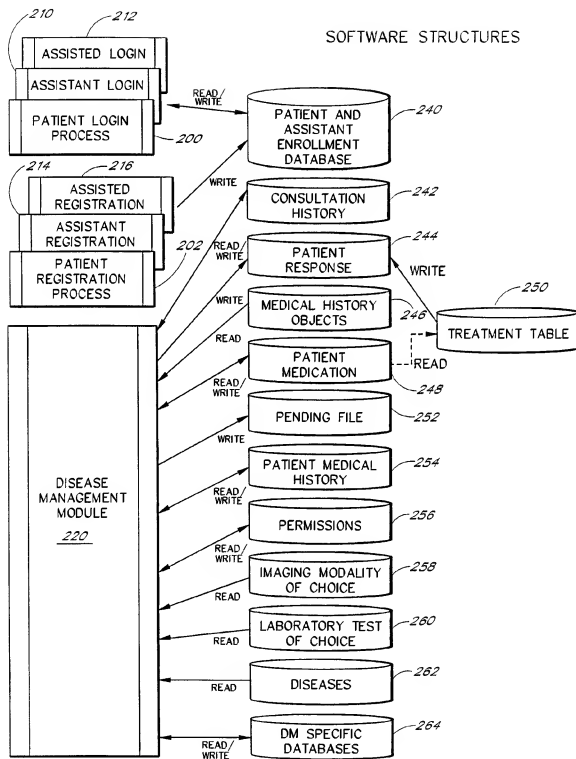 SOFTWARE STRUCTURES
210
212
ASSISTED LOGIN
ASSISTANT LOGIN
PATIENT LOGIN
PROCESS
200
READ/
WRITE
PATIENT AND
ASSISTANT
ENROLLMENT
DATABASE
240
214
216
ASSISTED
REGISTRATION
ASSISTANT
REGISTRATION
PATIENT
REGISTRATION
PROCESS
202
WRITE
CONSULTATION
HISTORY
242
READ/
WRITE
PATIENT
RESPONSE
244
WRITE
250
TREATMENT TABLE
WRITE
MEDICAL HISTORY
OBJECTS
246
READ
PATIENT
MEDICATION
248
READ
READ/
WRITE
PENDING FILE
252
WRITE
DISEASE
MANAGEMENT
MODULE
220
PATIENT MEDICAL
HISTORY
254
READ/
WRITE
PERMISSIONS
256
READ/
WRITE
IMAGING MODALITY
OF CHOICE
258
READ
LABORATORY TEST
OF CHOICE
260
READ
DISEASES
262
READ
DM SPECIFIC
DATABASES
264
READ/
WRITE